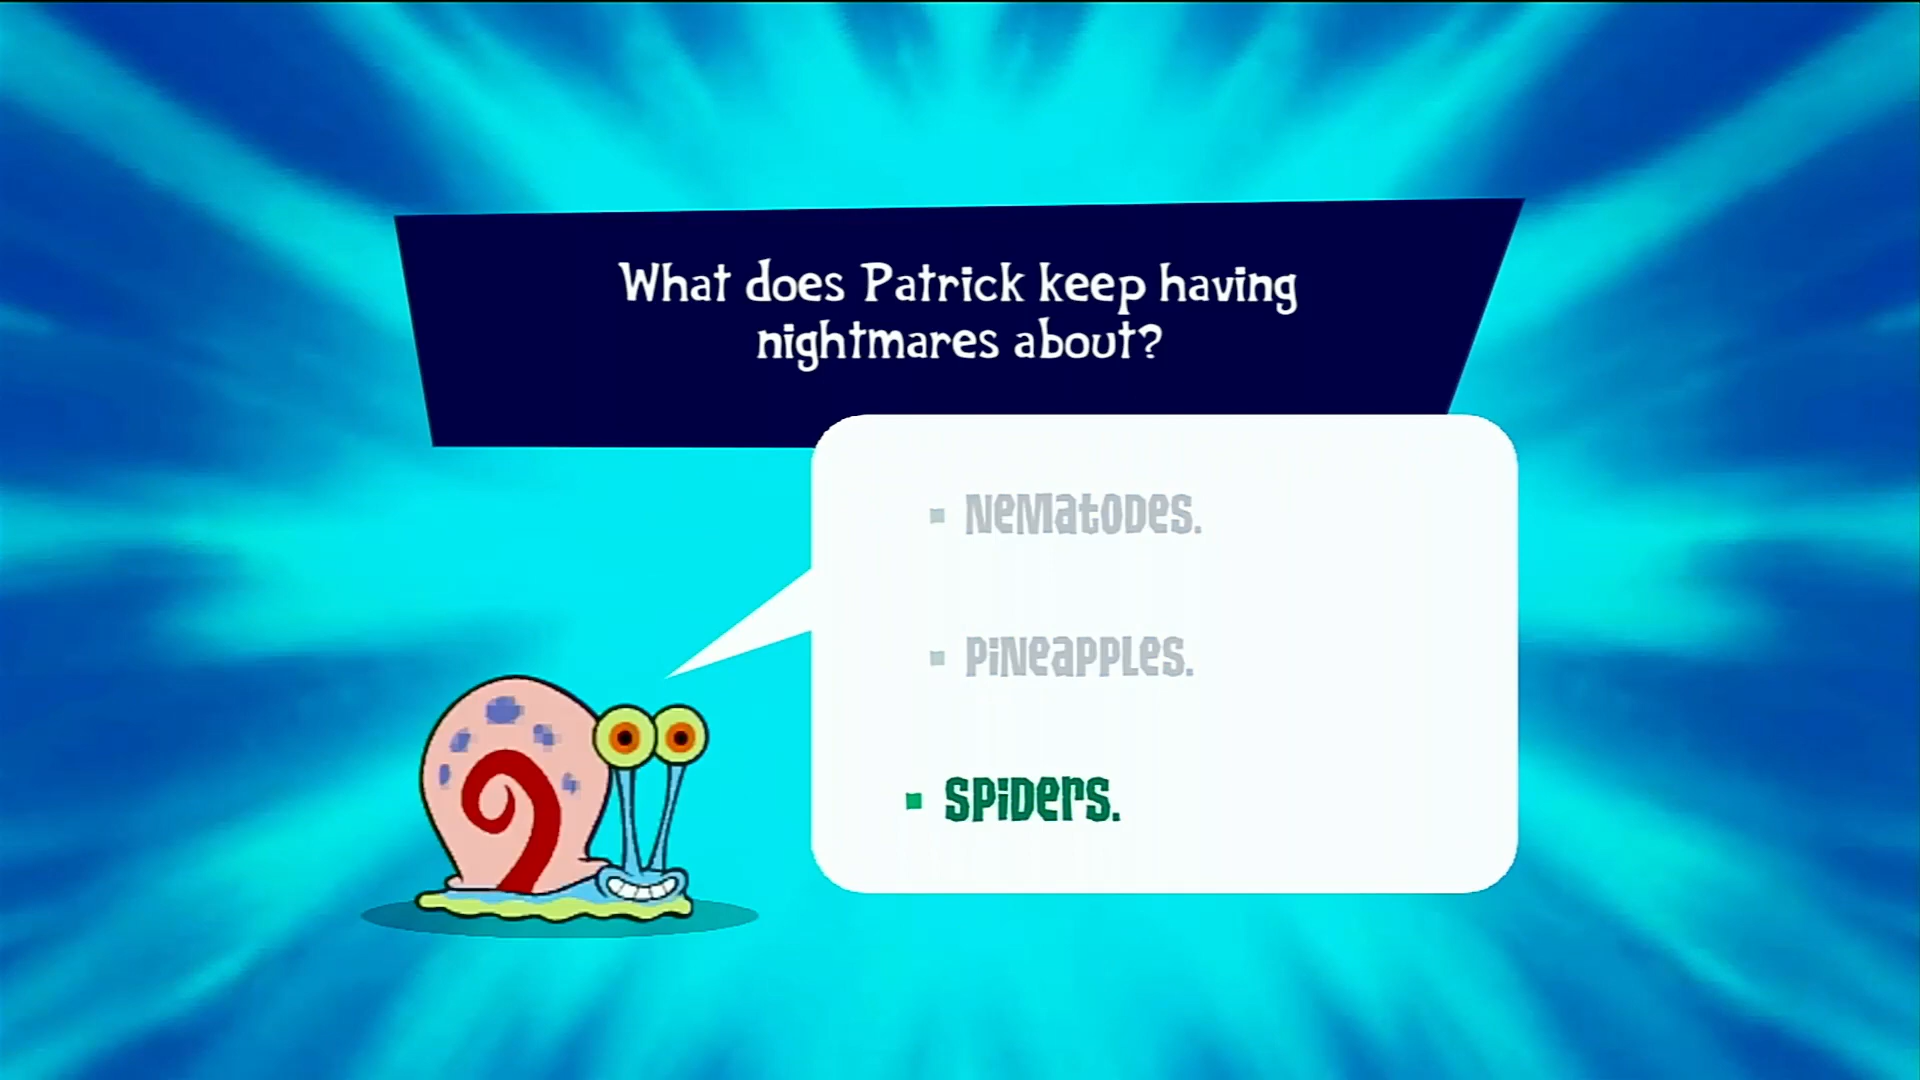 What does Patrick keep having
nightmares about?
▪ Nematodes.
▪ Pineapples.
▪ Spiders.